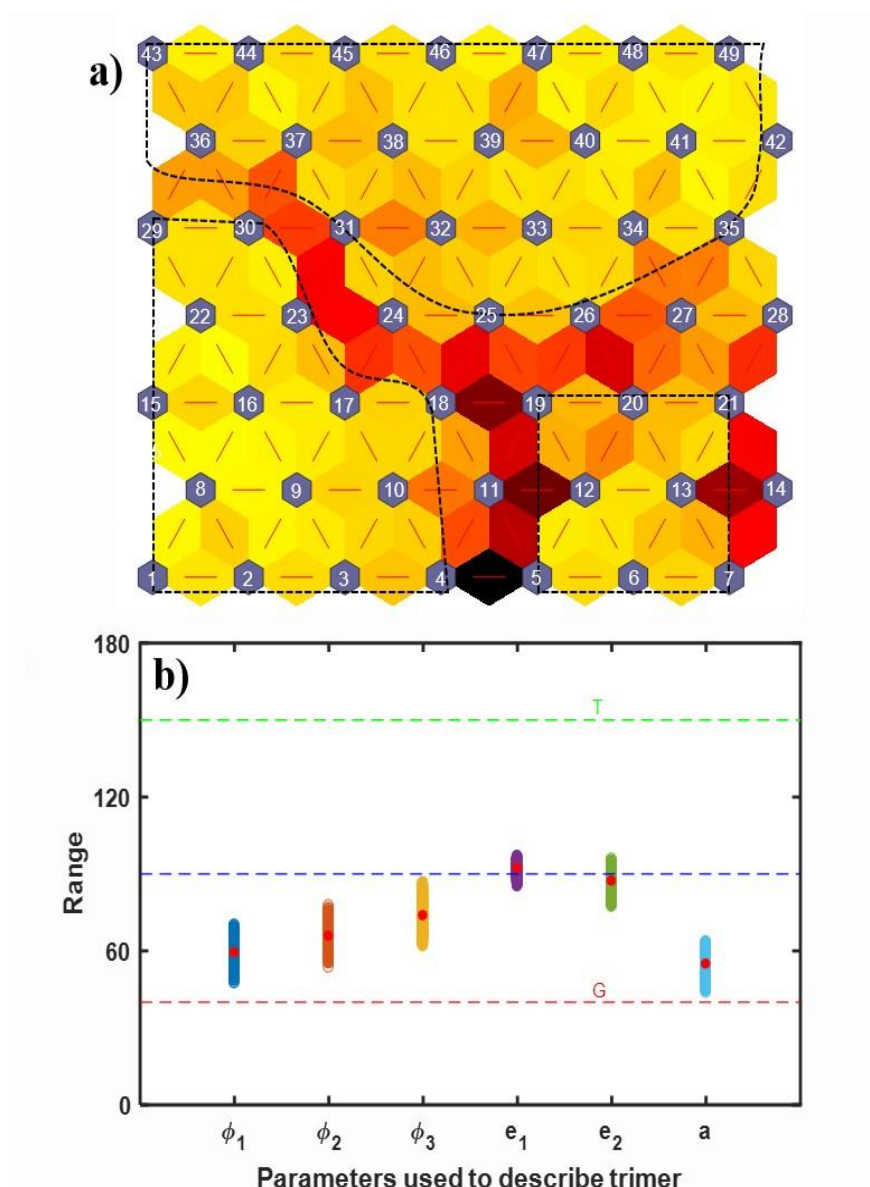 a)
43 44 45 46 47 48 49
36 37 38 39 40 41 42
29 30 31 32 33 34 35
22 23 24 25 26 27 28
15 16 17 18 19 20 21
8 9 10 11 12 13 14
1 2 3 4 5 6 7
b)
180
T
120
Range
60
G
0
ϕ1 ϕ2 ϕ3 e1 e2 a
Parameters used to describe trimer